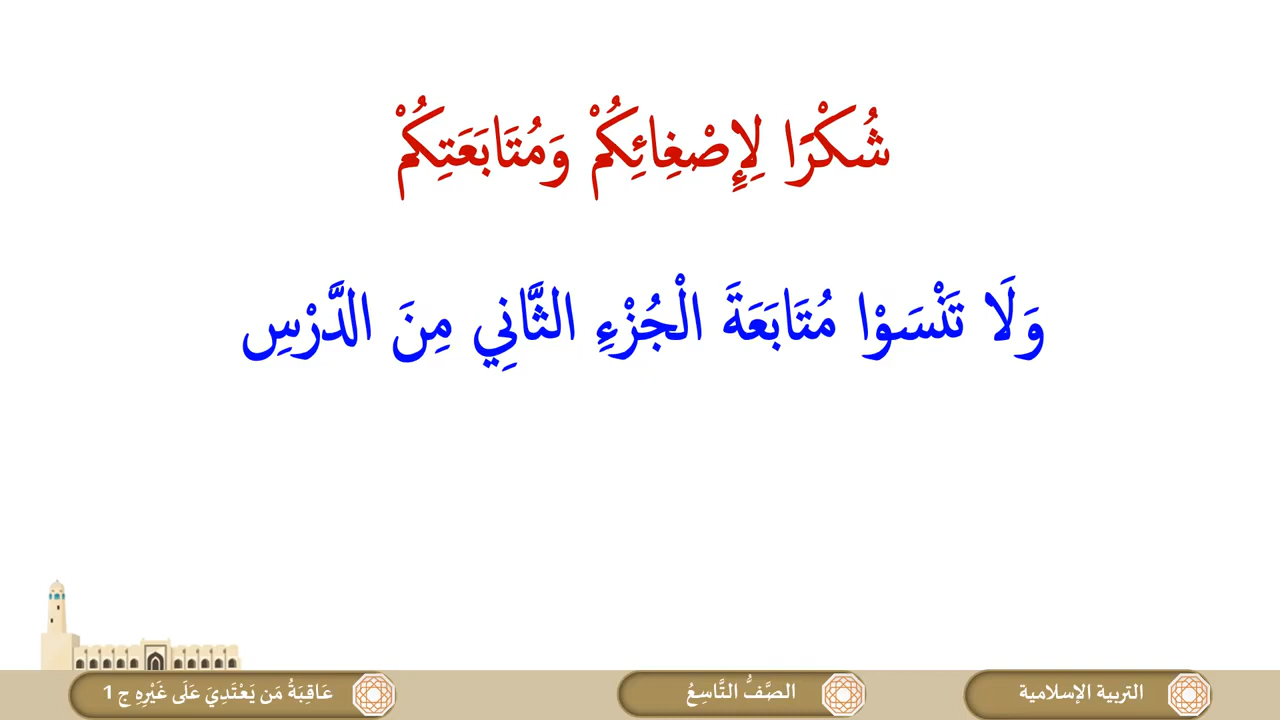 شُكْرًا لِإِصْغَائِكُمْ وَمُتَابَعَتِكُمْ
وَلَا تَنْسَوْا مُتَابَعَةَ الْجُزْءِ الثَّانِي مِنَ الدَّرْسِ
التربية الإسلامية
الصَّفُّ التَّاسِعُ
عَاقِبَةُ مَن يَعْتَدِيَ عَلَى غَيْرِهِ ج 1